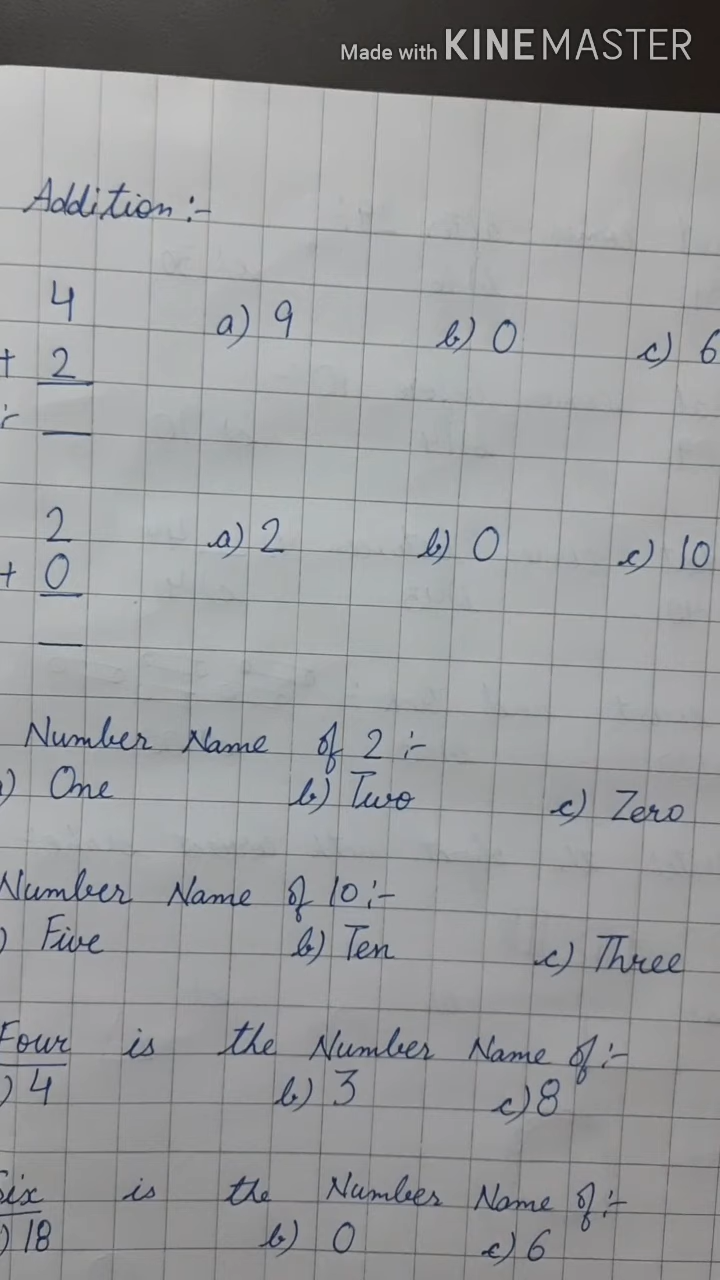 Made with KINEMASTER
Addition :-
4 a) 9 b) 0 c) 6
+ 2
:-
2 a) 2 b) 0 c) 10
+ 0
Number Name of 2 :-
) One b) Two c) Zero
Number Name of 10 :-
) Five b) Ten c) Three
Four is the Number Name of :-
) 4 b) 3 c) 8
Six is the Number Name of :-
) 18 b) 0 c) 6